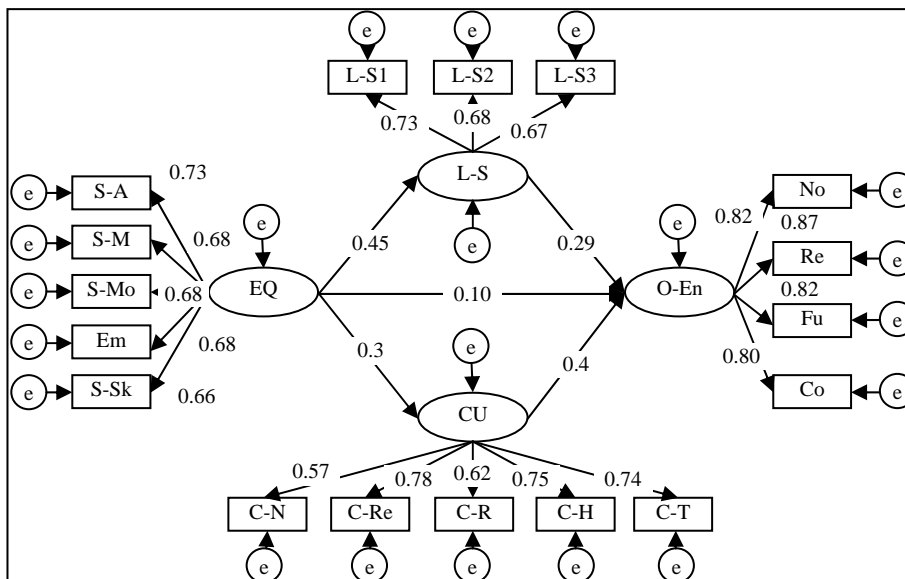 e e e
L-S1 L-S2 L-S3
0.73 0.68 0.67
L-S
e
0.45 0.29
e S-A 0.73
e S-M 0.68
e S-Mo 0.68
e Em 0.68
e S-Sk 0.66
e
EQ
0.10
e
O-En
0.82 No e
0.87 Re e
0.82 Fu e
0.80 Co e
0.3 0.4
e
CU
0.57 0.78 0.62 0.75 0.74
C-N C-Re C-R C-H C-T
e e e e e